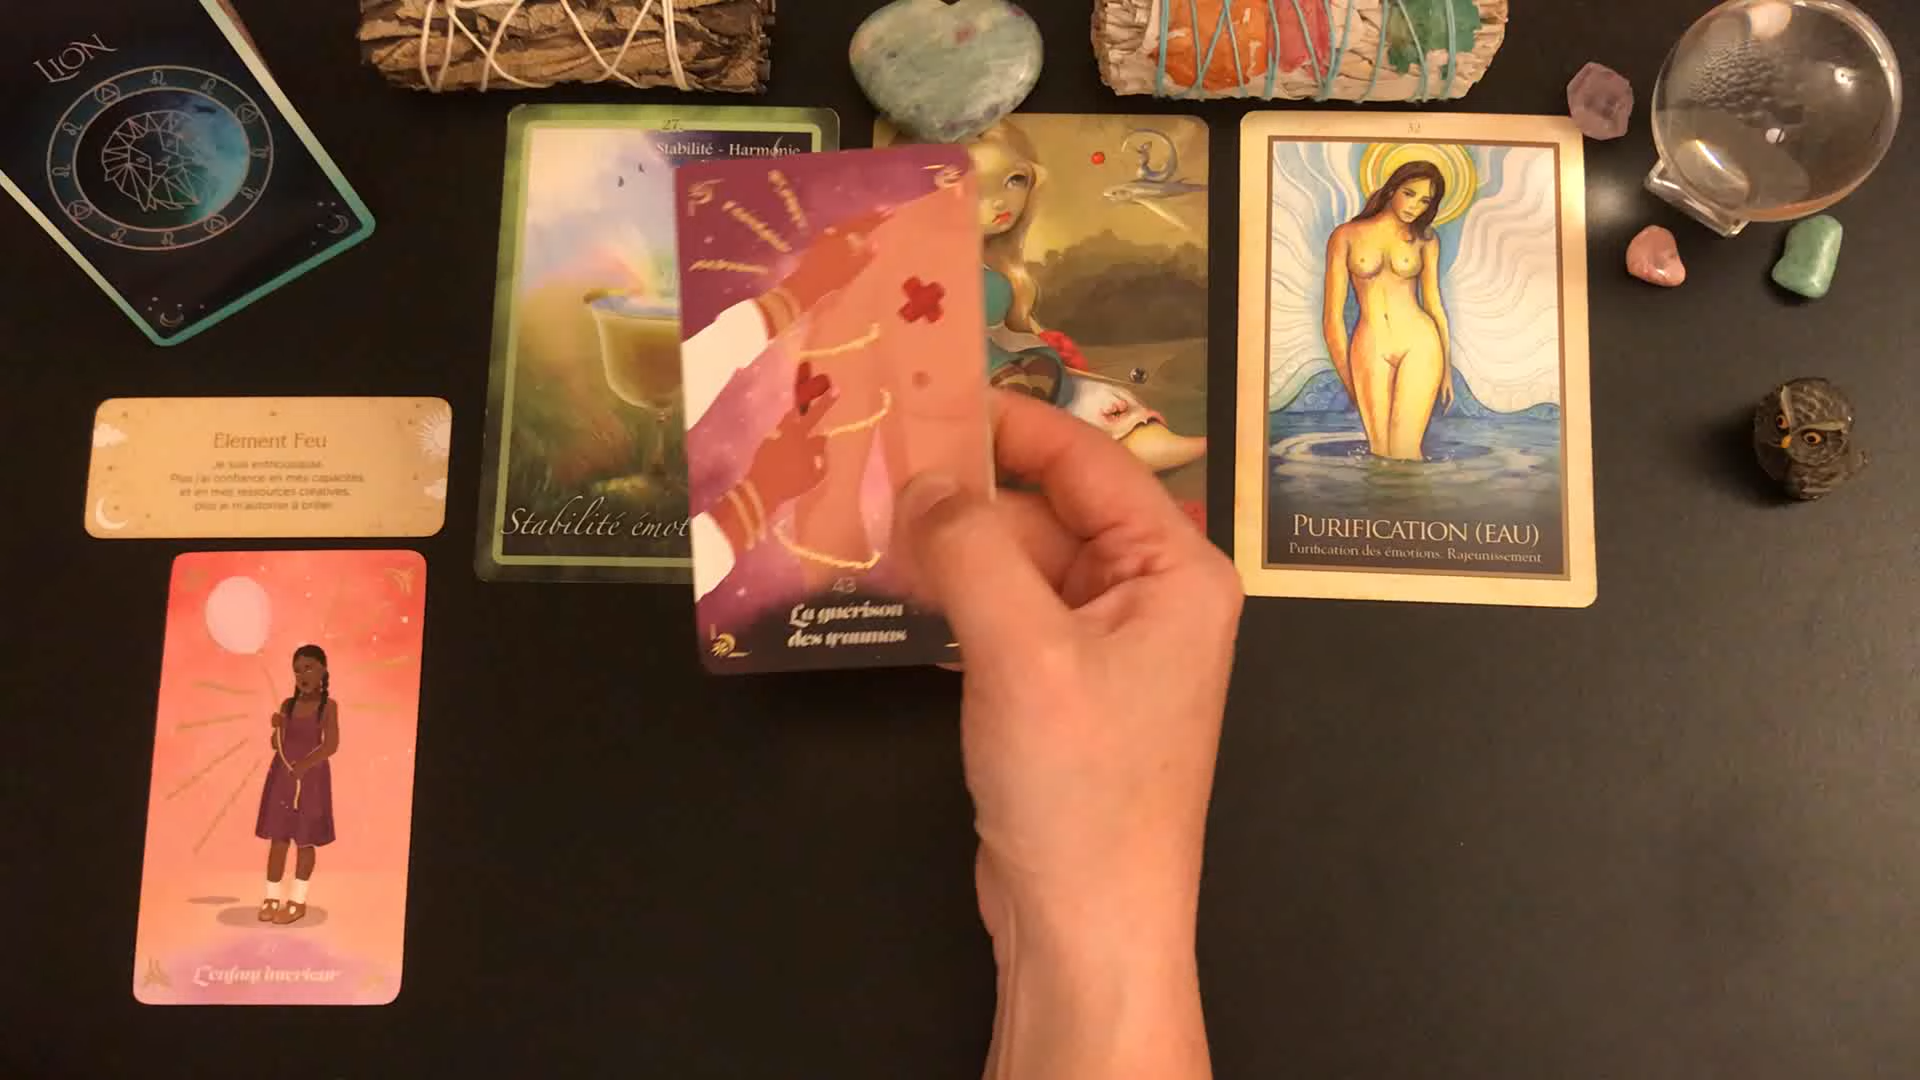 LION
27.
Stabilité - Harmonie
Stabilité émot
32
PURIFICATION (EAU)
Purification des émotions. Rajeunissement
Element Feu
Je suis enthousiaste.
Plus j'ai confiance en mes capacités
et en mes ressources créatives,
plus je m'autorise à créer.
43
La guérison
des traumas
L'enfant intérieur